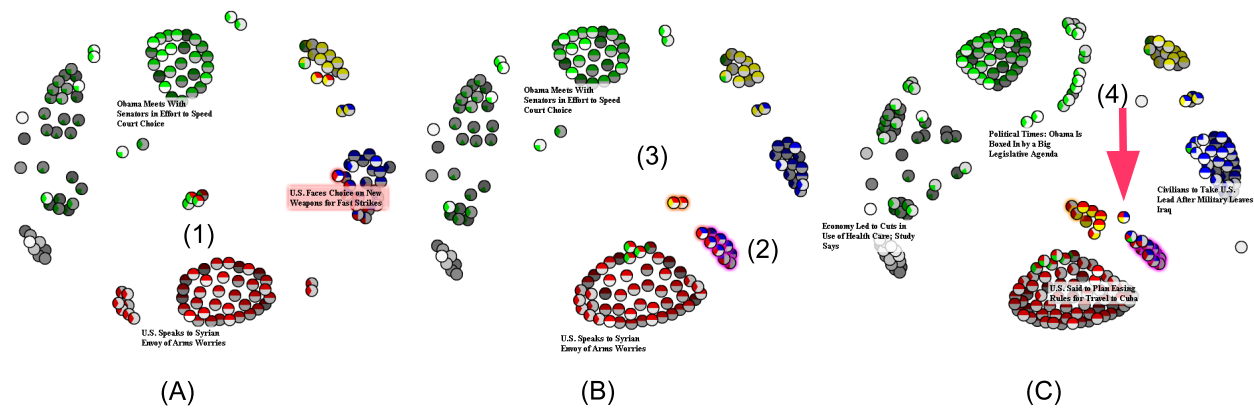 Obama Meets With
Senators in Effort to Speed
Court Choice
U.S. Faces Choice on New
Weapons for Fast Strikes
(1)
U.S. Speaks to Syrian
Envoy of Arms Worries
(A)
Obama Meets With
Senators in Effort to Speed
Court Choice
(3)
(2)
U.S. Speaks to Syrian
Envoy of Arms Worries
(B)
(4)
Political Times: Obama Is
Boxed In by a Big
Legislative Agenda
Civilians to Take U.S.
Lead After Military Leaves
Iraq
Economy Led to Cuts in
Use of Health Care; Study
Says
U.S. Said to Plan Easing
Rules for Travel to Cuba
(C)